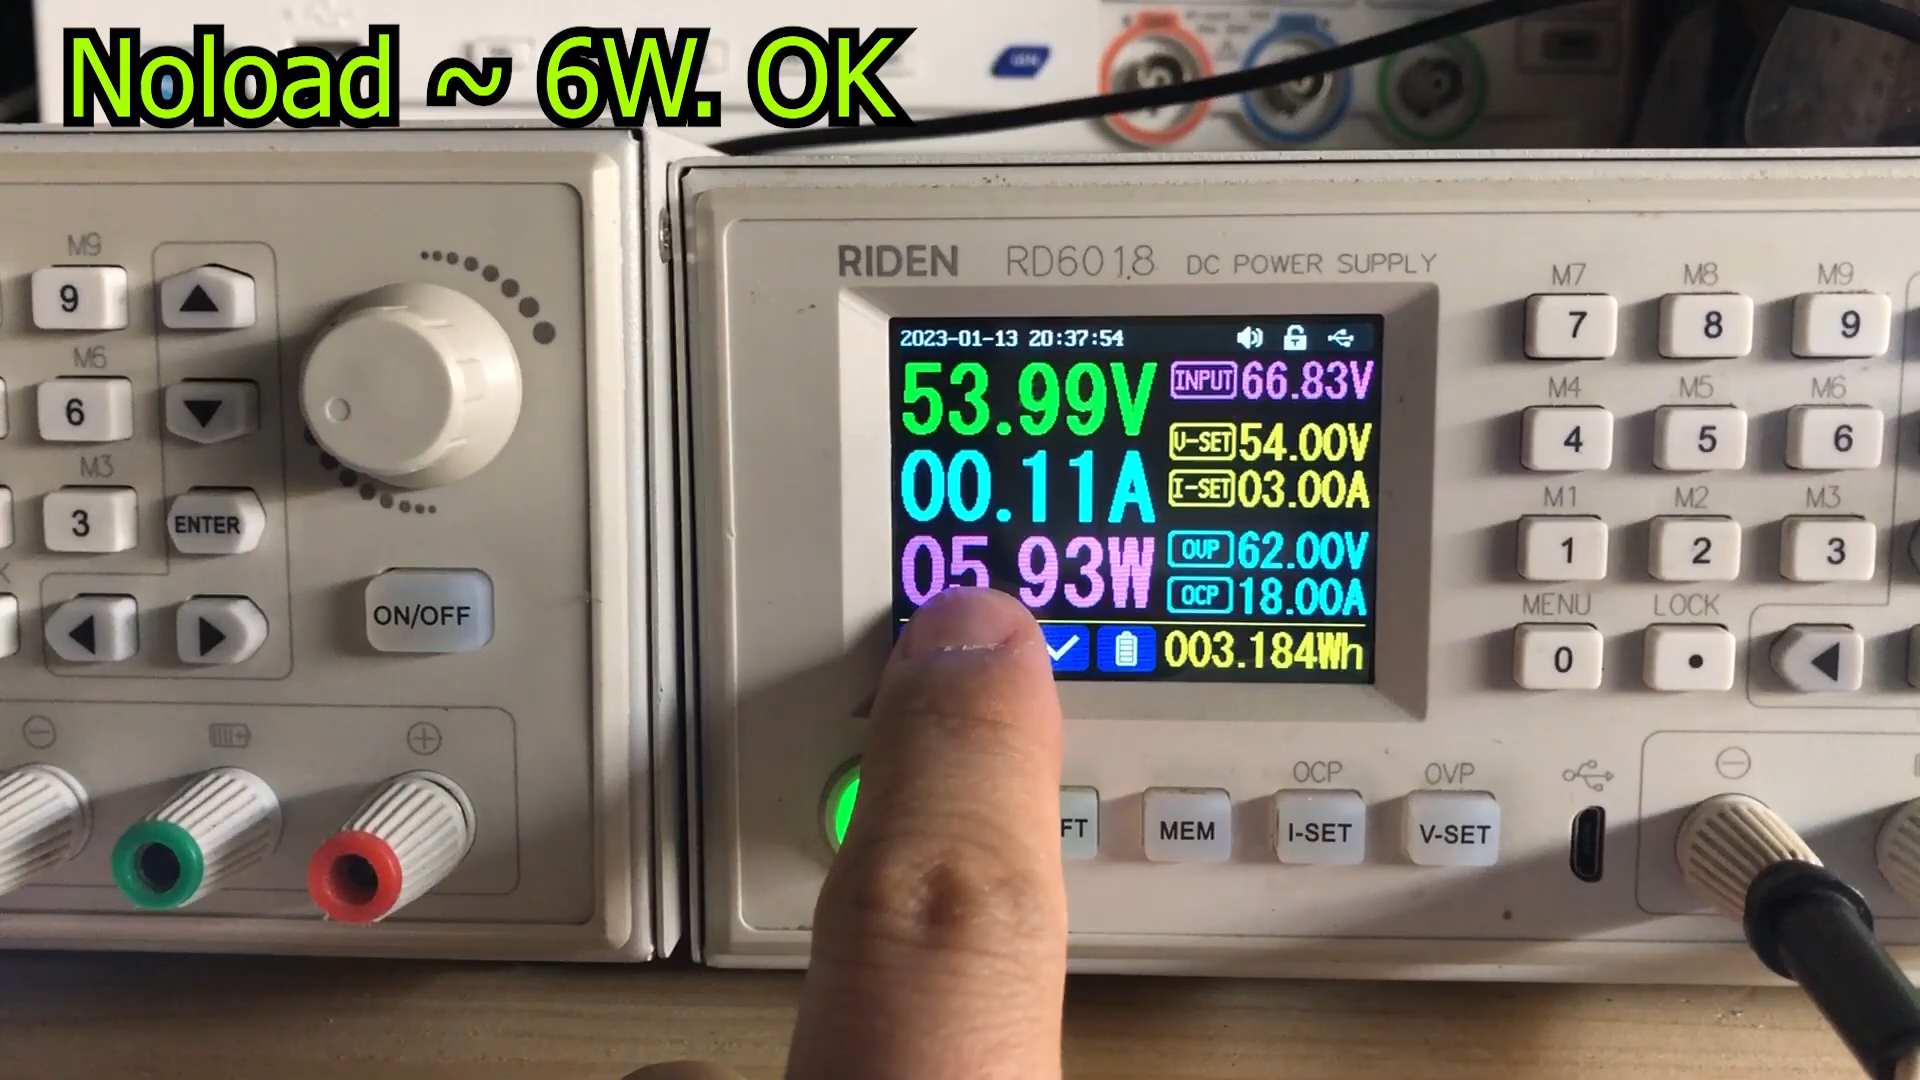 Noload ~ 6W. OK
M9
9
M6
6
M3
3
ENTER
ON/OFF
RIDEN RD6018 DC POWER SUPPLY
2023-01-13 20:37:54
53.99V
00.11A
05.93W
INPUT 66.83V
V-SET 54.00V
I-SET 03.00A
OVP 62.00V
OCP 18.00A
003.184Wh
M7 M8 M9
7 8 9
M4 M5 M6
4 5 6
M1 M2 M3
1 2 3
MENU LOCK
0 .
OCP OVP
FT MEM I-SET V-SET